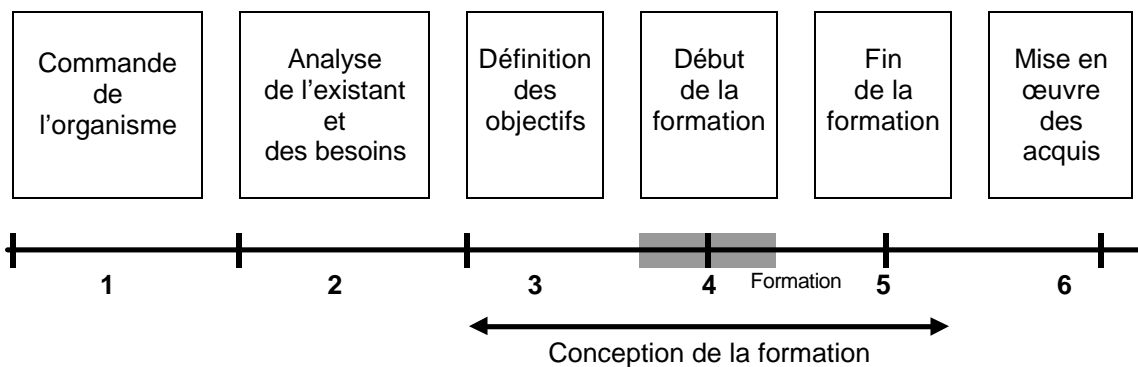 Commande
de
l'organisme
Analyse
de l'existant
et
des besoins
Définition
des
objectifs
Début
de la
formation
Fin
de la
formation
Mise en
œuvre
des
acquis
1
2
3
4
Formation
5
6
Conception de la formation